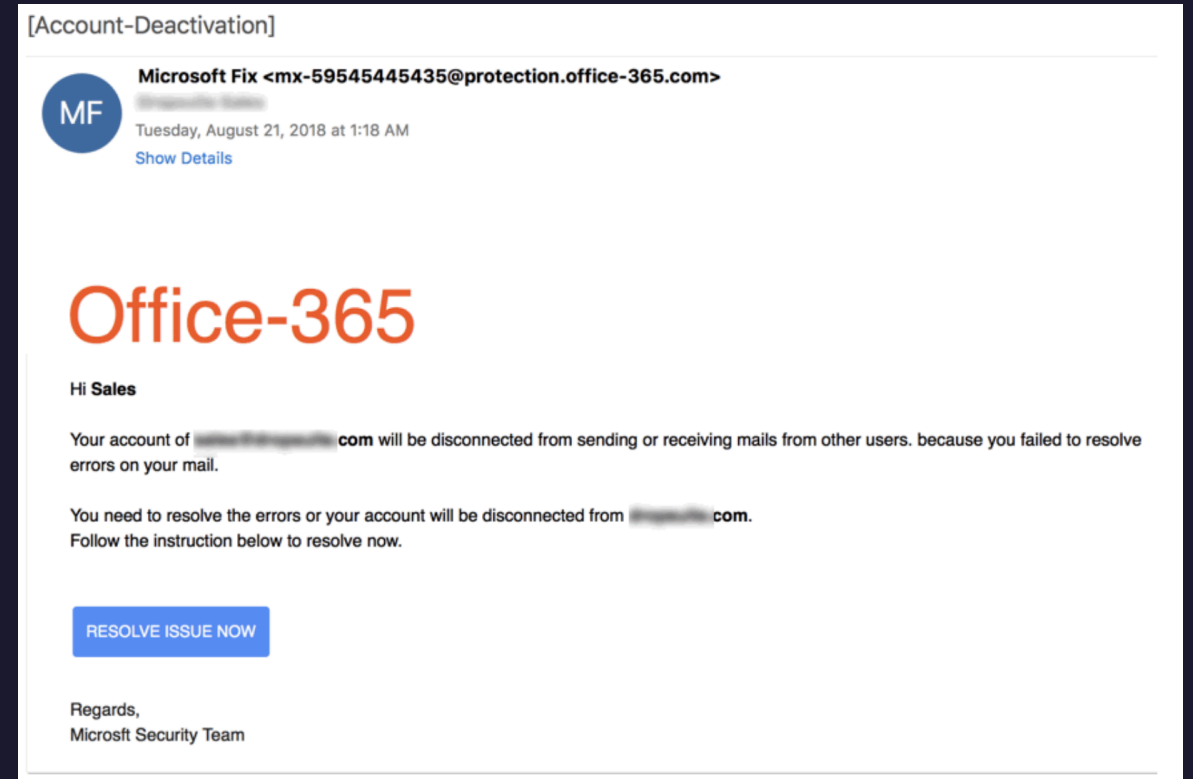 [Account-Deactivation]
MF
Microsoft Fix <mx-59545445435@protection.office-365.com>
Tuesday, August 21, 2018 at 1:18 AM
Show Details
Office-365
Hi Sales
Your account of .com will be disconnected from sending or receiving mails from other users. because you failed to resolve
errors on your mail.
You need to resolve the errors or your account will be disconnected from .com.
Follow the instruction below to resolve now.
RESOLVE ISSUE NOW
Regards,
Microsft Security Team